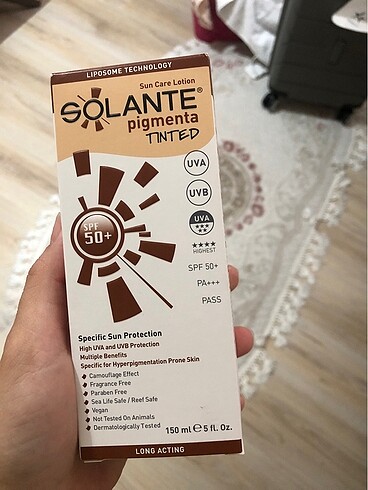 LIPOSOME TECHNOLOGY
Sun Care Lotion
SOLANTE®
pigmenta
TINTED
UVA
UVB
UVA
★★★
★★
★★★★
HIGHEST
SPF
50+
SPF 50+
PA+++
PASS
Specific Sun Protection
High UVA and UVB Protection
Multiple Benefits
Specific for Hyperpigmentation Prone Skin
Camouflage Effect
Fragrance Free
Paraben Free
Sea Life Safe / Reef Safe
Vegan
Not Tested On Animals
Dermatologically Tested
150 ml ℮ 5 fl. Oz.
LONG ACTING